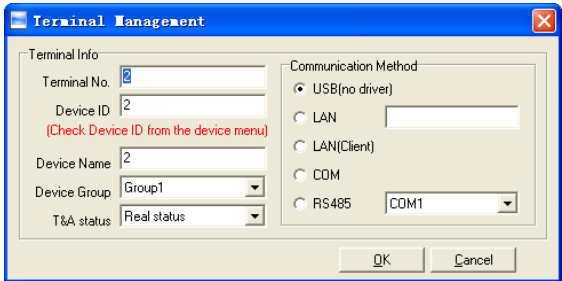 Terminal Management
Terminal Info
Terminal No. 2
Device ID 2
(Check Device ID from the device menu)
Device Name 2
Device Group Group1
T&A status Real status
Communication Method
USB(no driver)
LAN
LAN(Client)
COM
RS485 COM1
OK Cancel